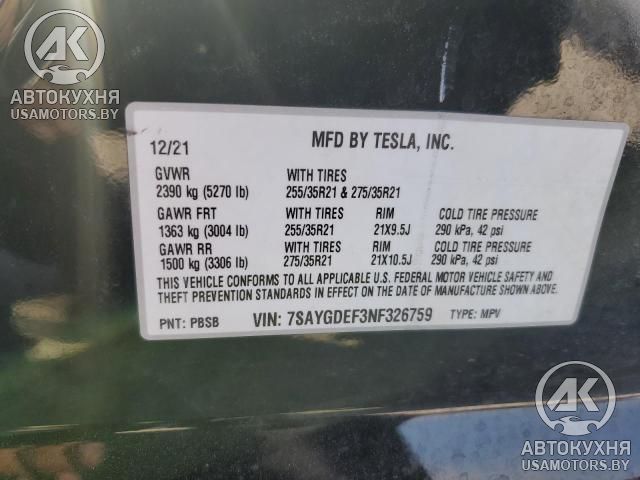 AK
АВТОКУХНЯ
USAMOTORS.BY
12/21
MFD BY TESLA, INC.
GVWR WITH TIRES
2390 kg (5270 lb) 255/35R21 & 275/35R21
GAWR FRT WITH TIRES RIM COLD TIRE PRESSURE
1363 kg (3004 lb) 255/35R21 21X9.5J 290 kPa, 42 psi
GAWR RR WITH TIRES RIM COLD TIRE PRESSURE
1500 kg (3306 lb) 275/35R21 21X10.5J 290 kPa, 42 psi
THIS VEHICLE CONFORMS TO ALL APPLICABLE U.S. FEDERAL MOTOR VEHICLE SAFETY AND
THEFT PREVENTION STANDARDS IN EFFECT ON THE DATE OF MANUFACTURE SHOWN ABOVE.
PNT: PBSB VIN: 7SAYGDEF3NF326759 TYPE: MPV
AK
АВТОКУХНЯ
USAMOTORS.BY